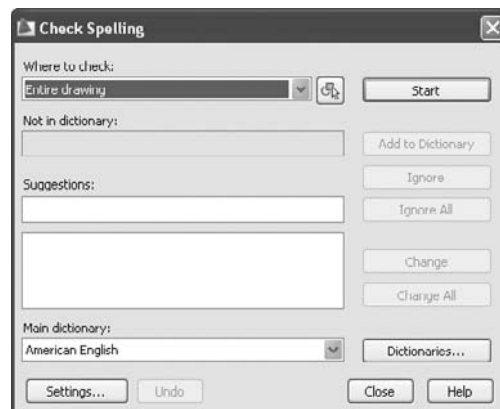 Check Spelling
Where to check:
Entire drawing
Start
Not in dictionary:
Add to Dictionary
Ignore
Suggestions:
Ignore All
Change
Change All
Main dictionary:
American English
Dictionaries...
Settings...
Undo
Close
Help